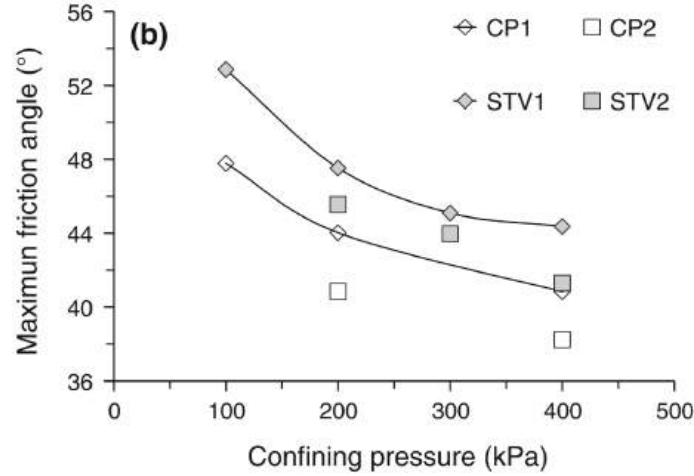 (b)
CP1 CP2
STV1 STV2
Maximun friction angle (°)
56
52
48
44
40
36
0 100 200 300 400 500
Confining pressure (kPa)